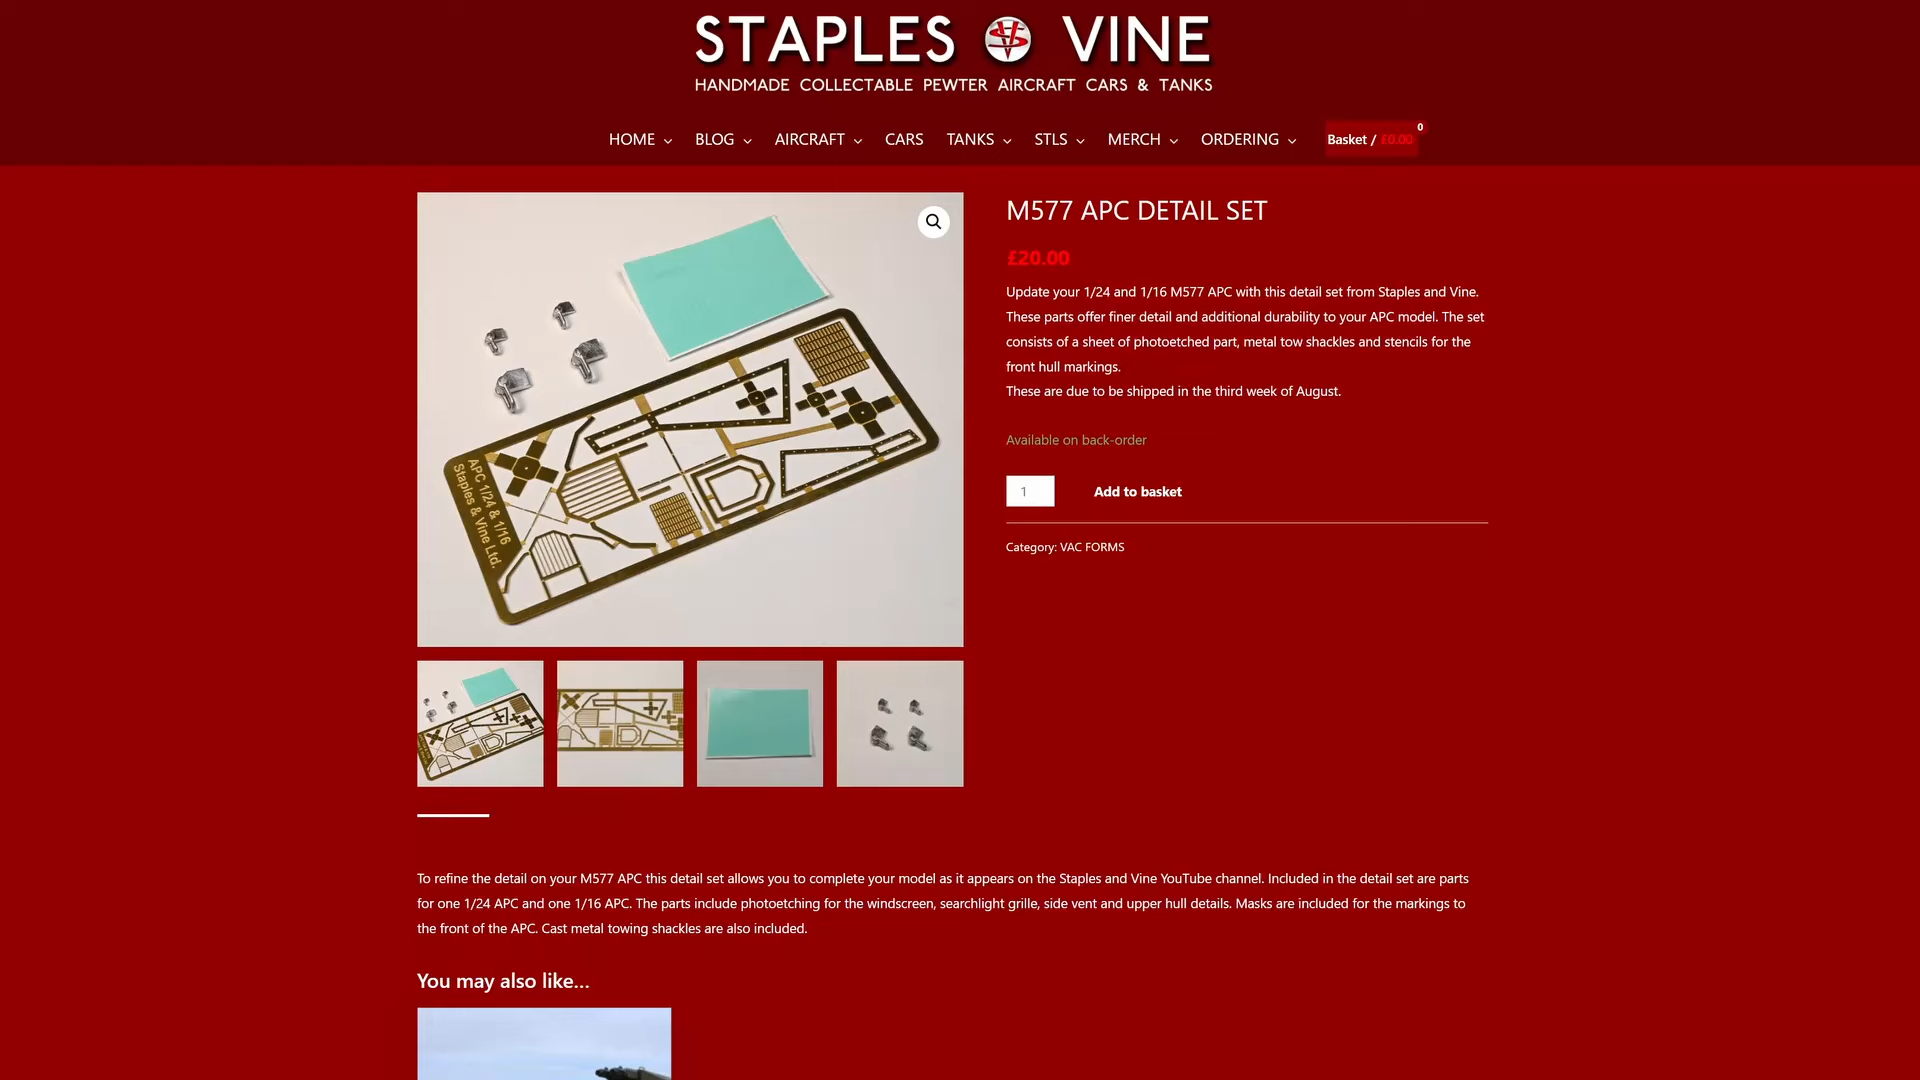 STAPLES VINE
HANDMADE COLLECTABLE PEWTER AIRCRAFT CARS & TANKS
HOME BLOG AIRCRAFT CARS TANKS STLS MERCH ORDERING Basket / £0.00 0
M577 APC DETAIL SET
£20.00
Update your 1/24 and 1/16 M577 APC with this detail set from Staples and Vine.
These parts offer finer detail and additional durability to your APC model. The set
consists of a sheet of photoetched part, metal tow shackles and stencils for the
front hull markings.
These are due to be shipped in the third week of August.
Available on back-order
1 Add to basket
Category: VAC FORMS
APC 1/24 & 1/16
Staples & Vine Ltd.
To refine the detail on your M577 APC this detail set allows you to complete your model as it appears on the Staples and Vine YouTube channel. Included in the detail set are parts
for one 1/24 APC and one 1/16 APC. The parts include photoetching for the windscreen, searchlight grille, side vent and upper hull details. Masks are included for the markings to
the front of the APC. Cast metal towing shackles are also included.
You may also like...